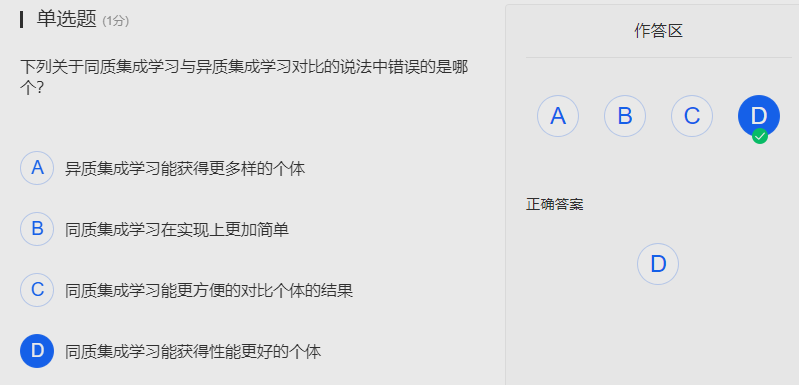 单选题 (1分)
下列关于同质集成学习与异质集成学习对比的说法中错误的是哪
个？
A 异质集成学习能获得更多样的个体
B 同质集成学习在实现上更加简单
C 同质集成学习能更方便的对比个体的结果
D 同质集成学习能获得性能更好的个体
作答区
A B C D
正确答案
D